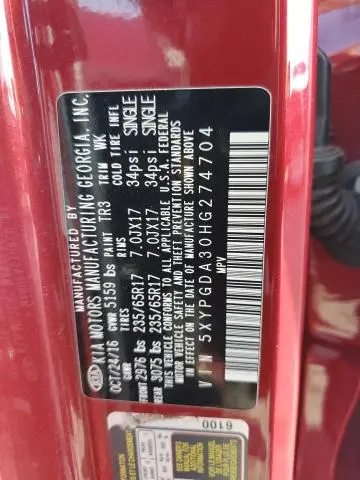 MANUFACTURED BY
KIA KIA MOTORS MANUFACTURING GEORGIA, INC.
OCT/24/16 PAINT TR3 TRIM WK
GVWR 5159 lbs
TIRES RIMS COLD TIRE INFL
GAWR
FRONT 2976 lbs 235/65R17 7.0JX17 34psi SINGLE
REAR 3075 lbs 235/65R17 7.0JX17 34psi SINGLE
THIS VEHICLE CONFORMS TO ALL APPLICABLE U.S.A. FEDERAL
MOTOR VEHICLE SAFETY AND THEFT PREVENTION STANDARDS
IN EFFECT ON THE DATE OF MANUFACTURE SHOWN ABOVE
V I N 5XYPGDA30HG274704
MPV
6100
INFORMATION